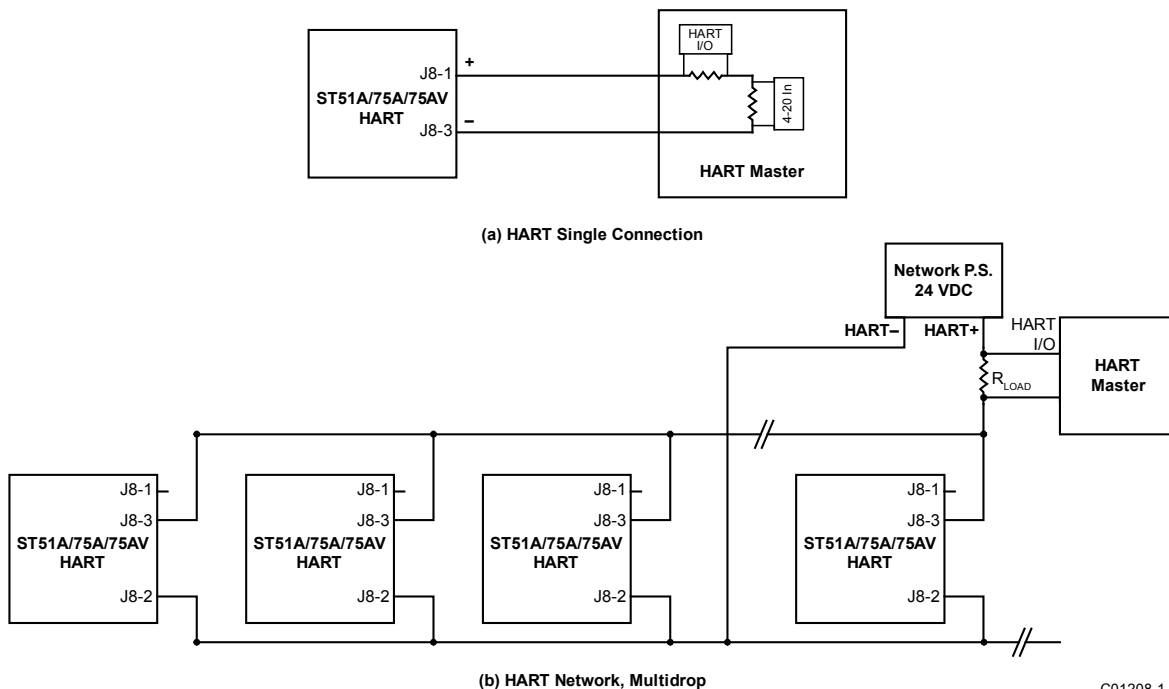 HART
I/O
+
J8-1
ST51A/75A/75AV
HART
4-20 In
–
J8-3
HART Master
(a) HART Single Connection
Network P.S.
24 VDC
HART–
HART+
HART
I/O
RLOAD
HART
Master
J8-1
J8-3
ST51A/75A/75AV
HART
J8-2
J8-1
J8-3
ST51A/75A/75AV
HART
J8-2
J8-1
J8-3
ST51A/75A/75AV
HART
J8-2
J8-1
J8-3
ST51A/75A/75AV
HART
J8-2
(b) HART Network, Multidrop
C01208-1